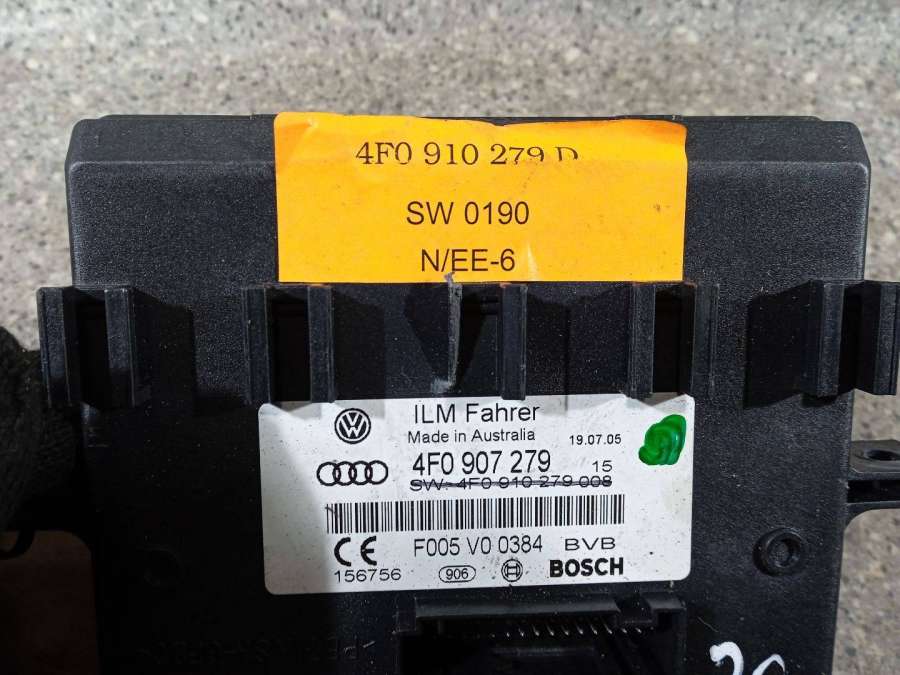 4F0 910 279 D
SW 0190
N/EE-6
ILM Fahrer
Made in Australia 19.07.05
4F0 907 279 15
SW: 4F0 910 279 008
F005 V0 0384 BVB
156756 906 BOSCH